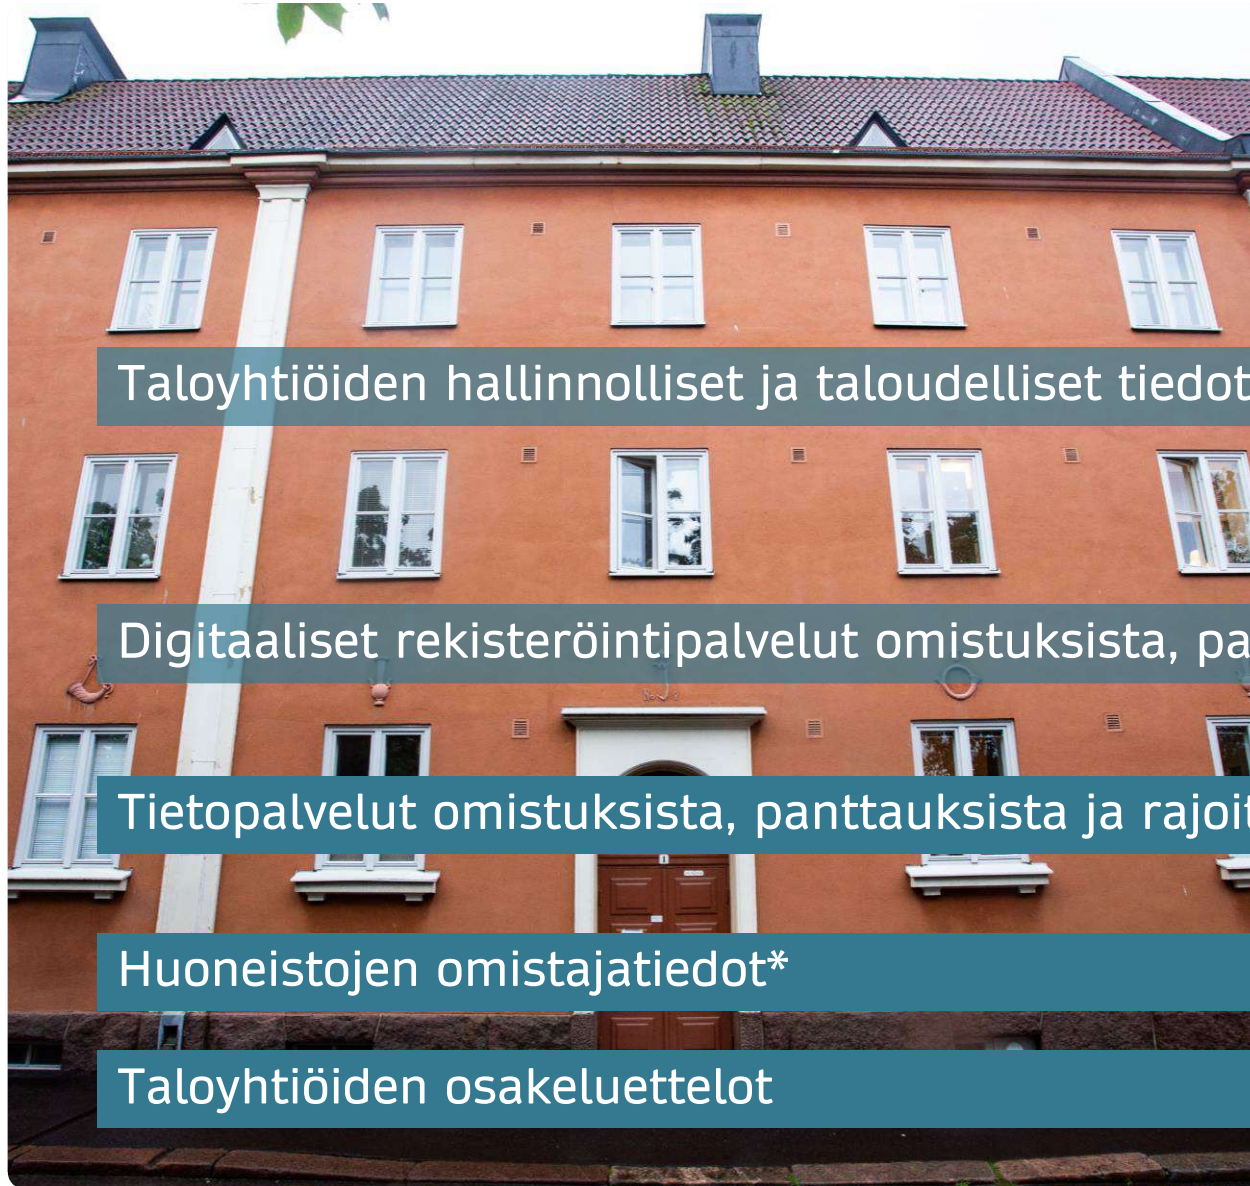 Taloyhtiöiden hallinnolliset ja taloudelliset tiedot
Digitaaliset rekisteröintipalvelut omistuksista,
Tietopalvelut omistuksista, panttauksista ja
Huoneistojen omistajatiedot*
Taloyhtiöiden osakeluettelot